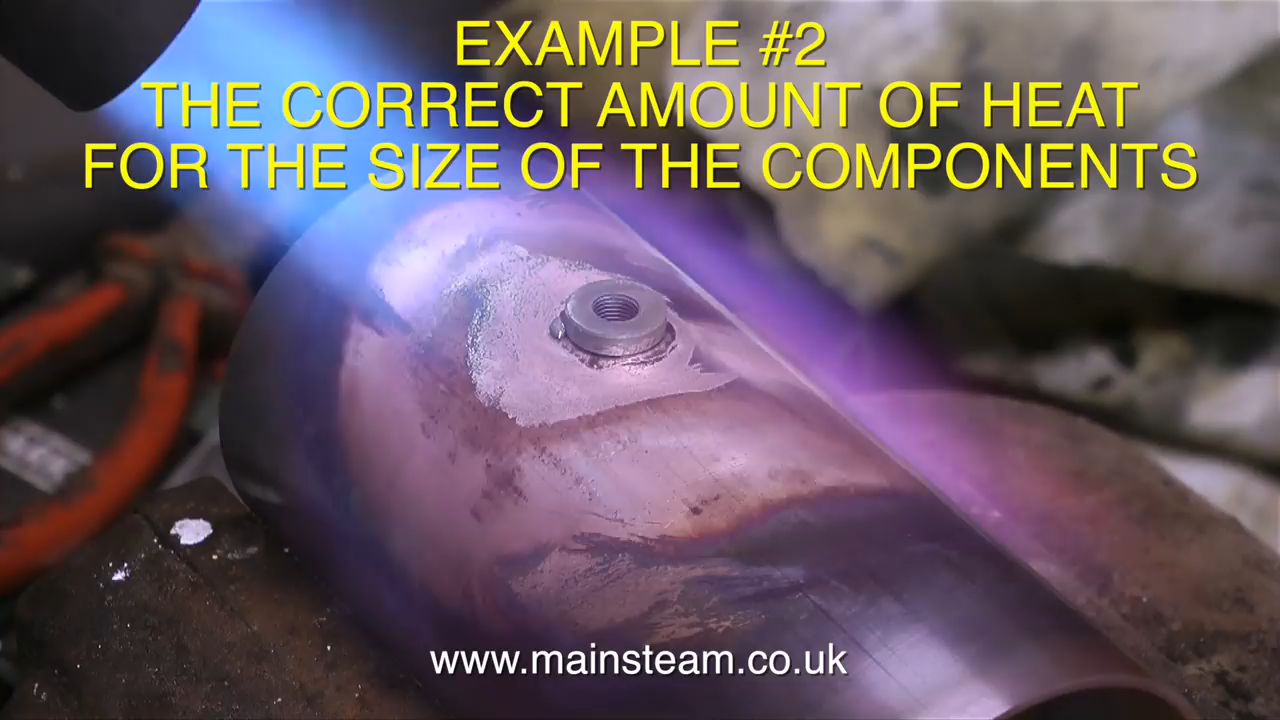 EXAMPLE #2
THE CORRECT AMOUNT OF HEAT
FOR THE SIZE OF THE COMPONENTS
www.mainsteam.co.uk